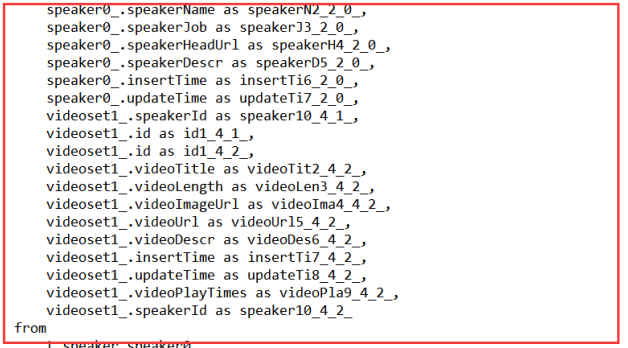 speaker0_.speakerName as speakerN2_2_0_,
speaker0_.speakerJob as speakerJ3_2_0_,
speaker0_.speakerHeadUrl as speakerH4_2_0_,
speaker0_.speakerDescr as speakerD5_2_0_,
speaker0_.insertTime as insertTi6_2_0_,
speaker0_.updateTime as updateTi7_2_0_,
videoset1_.speakerId as speaker10_4_1_,
videoset1_.id as id1_4_1_,
videoset1_.id as id1_4_2_,
videoset1_.videoTitle as videoTit2_4_2_,
videoset1_.videoLength as videoLen3_4_2_,
videoset1_.videoImageUrl as videoIma4_4_2_,
videoset1_.videoUrl as videoUrl5_4_2_,
videoset1_.videoDescr as videoDes6_4_2_,
videoset1_.insertTime as insertTi7_4_2_,
videoset1_.updateTime as updateTi8_4_2_,
videoset1_.videoPlayTimes as videoPla9_4_2_,
videoset1_.speakerId as speaker10_4_2_
from